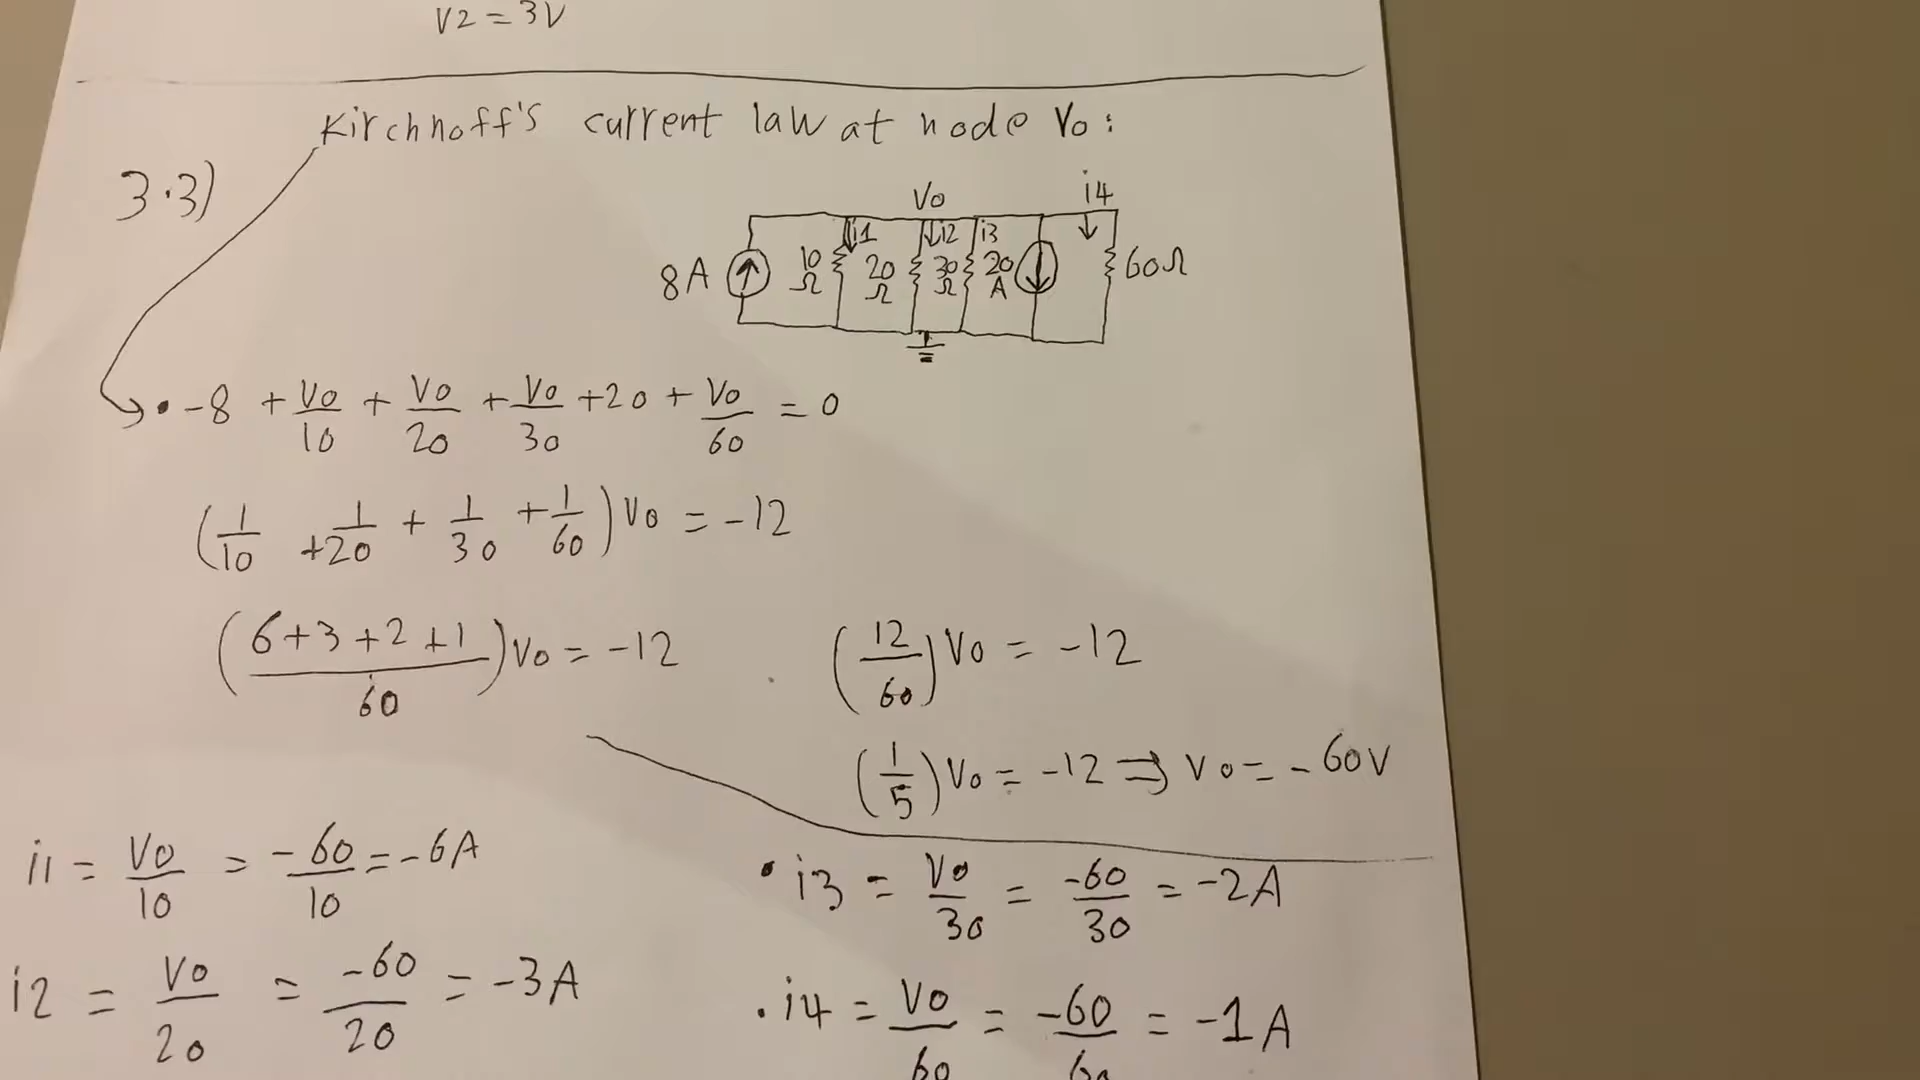 V2 = 3V
Kirchhoff's current law at node Vo:
3.3)
Vo
i4
i1
i2
i3
8A
10 Ω
20 Ω
30 Ω
20 A
60Ω
• -8 + Vo/10 + Vo/20 + Vo/30 + 20 + Vo/60 = 0
(1/10 + 1/20 + 1/30 + 1/60) Vo = -12
((6+3+2+1)/60) Vo = -12
(12/60) Vo = -12
(1/5) Vo = -12 ⇒ Vo = -60V
i1 = Vo/10 = -60/10 = -6A
i2 = Vo/20 = -60/20 = -3A
• i3 = Vo/30 = -60/30 = -2A
• i4 = Vo/60 = -60/60 = -1A